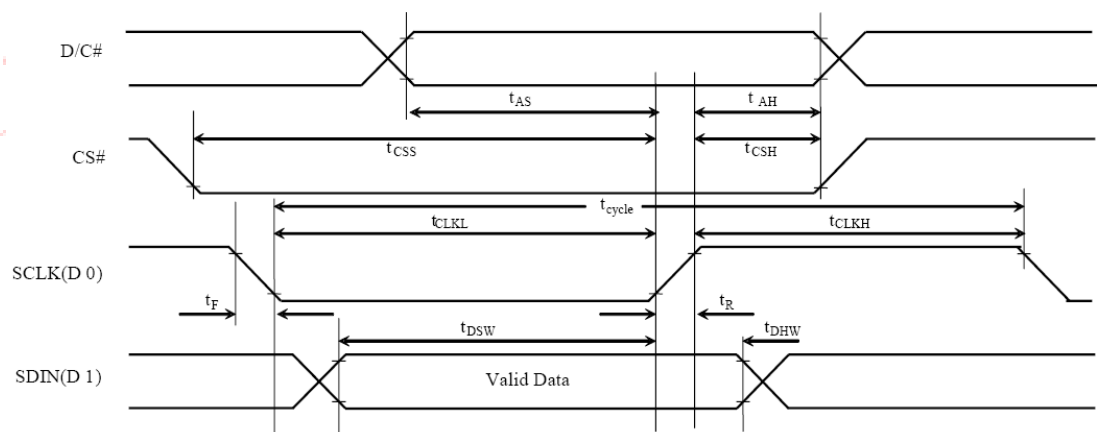 D/C#
tAS
tAH
CS#
tCSS
tCSH
tcycle
tCLKL
tCLKH
SCLK(D 0)
tF
tR
tDSW
tDHW
SDIN(D 1)
Valid Data